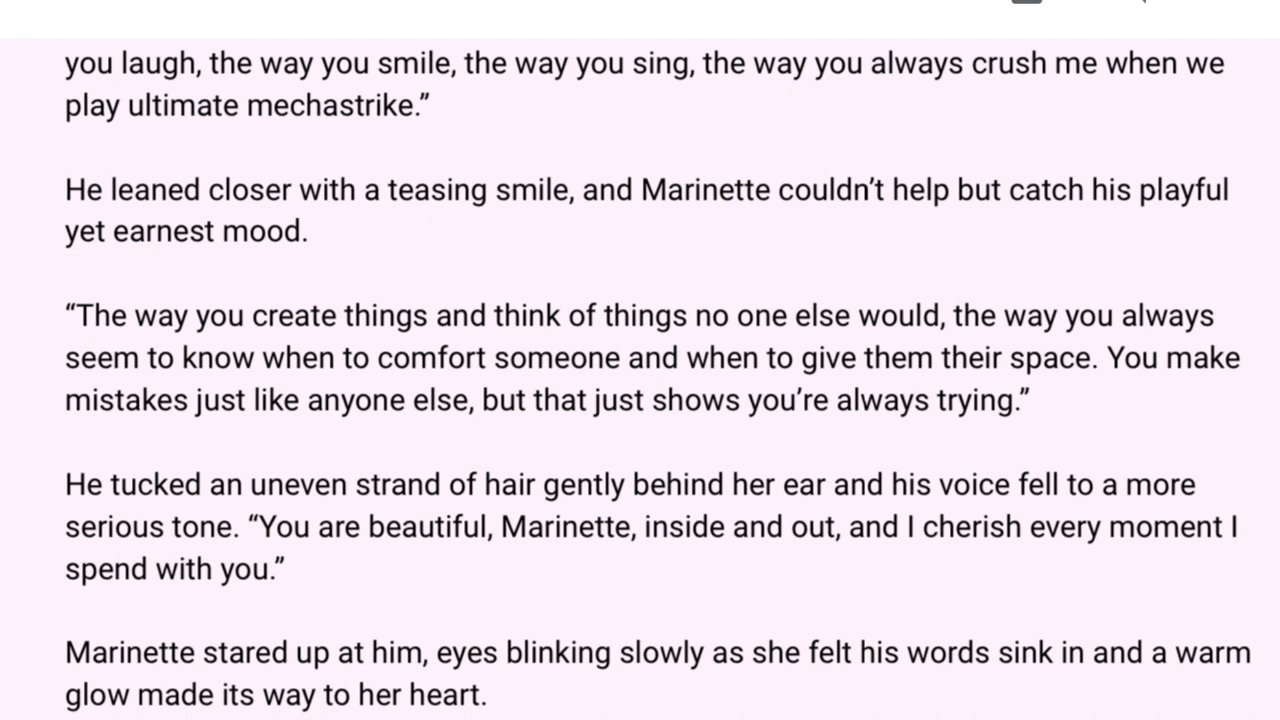 you laugh, the way you smile, the way you sing, the way you always crush me when we
play ultimate mechastrike.”
He leaned closer with a teasing smile, and Marinette couldn’t help but catch his playful
yet earnest mood.
“The way you create things and think of things no one else would, the way you always
seem to know when to comfort someone and when to give them their space. You make
mistakes just like anyone else, but that just shows you’re always trying.”
He tucked an uneven strand of hair gently behind her ear and his voice fell to a more
serious tone. “You are beautiful, Marinette, inside and out, and I cherish every moment I
spend with you.”
Marinette stared up at him, eyes blinking slowly as she felt his words sink in and a warm
glow made its way to her heart.